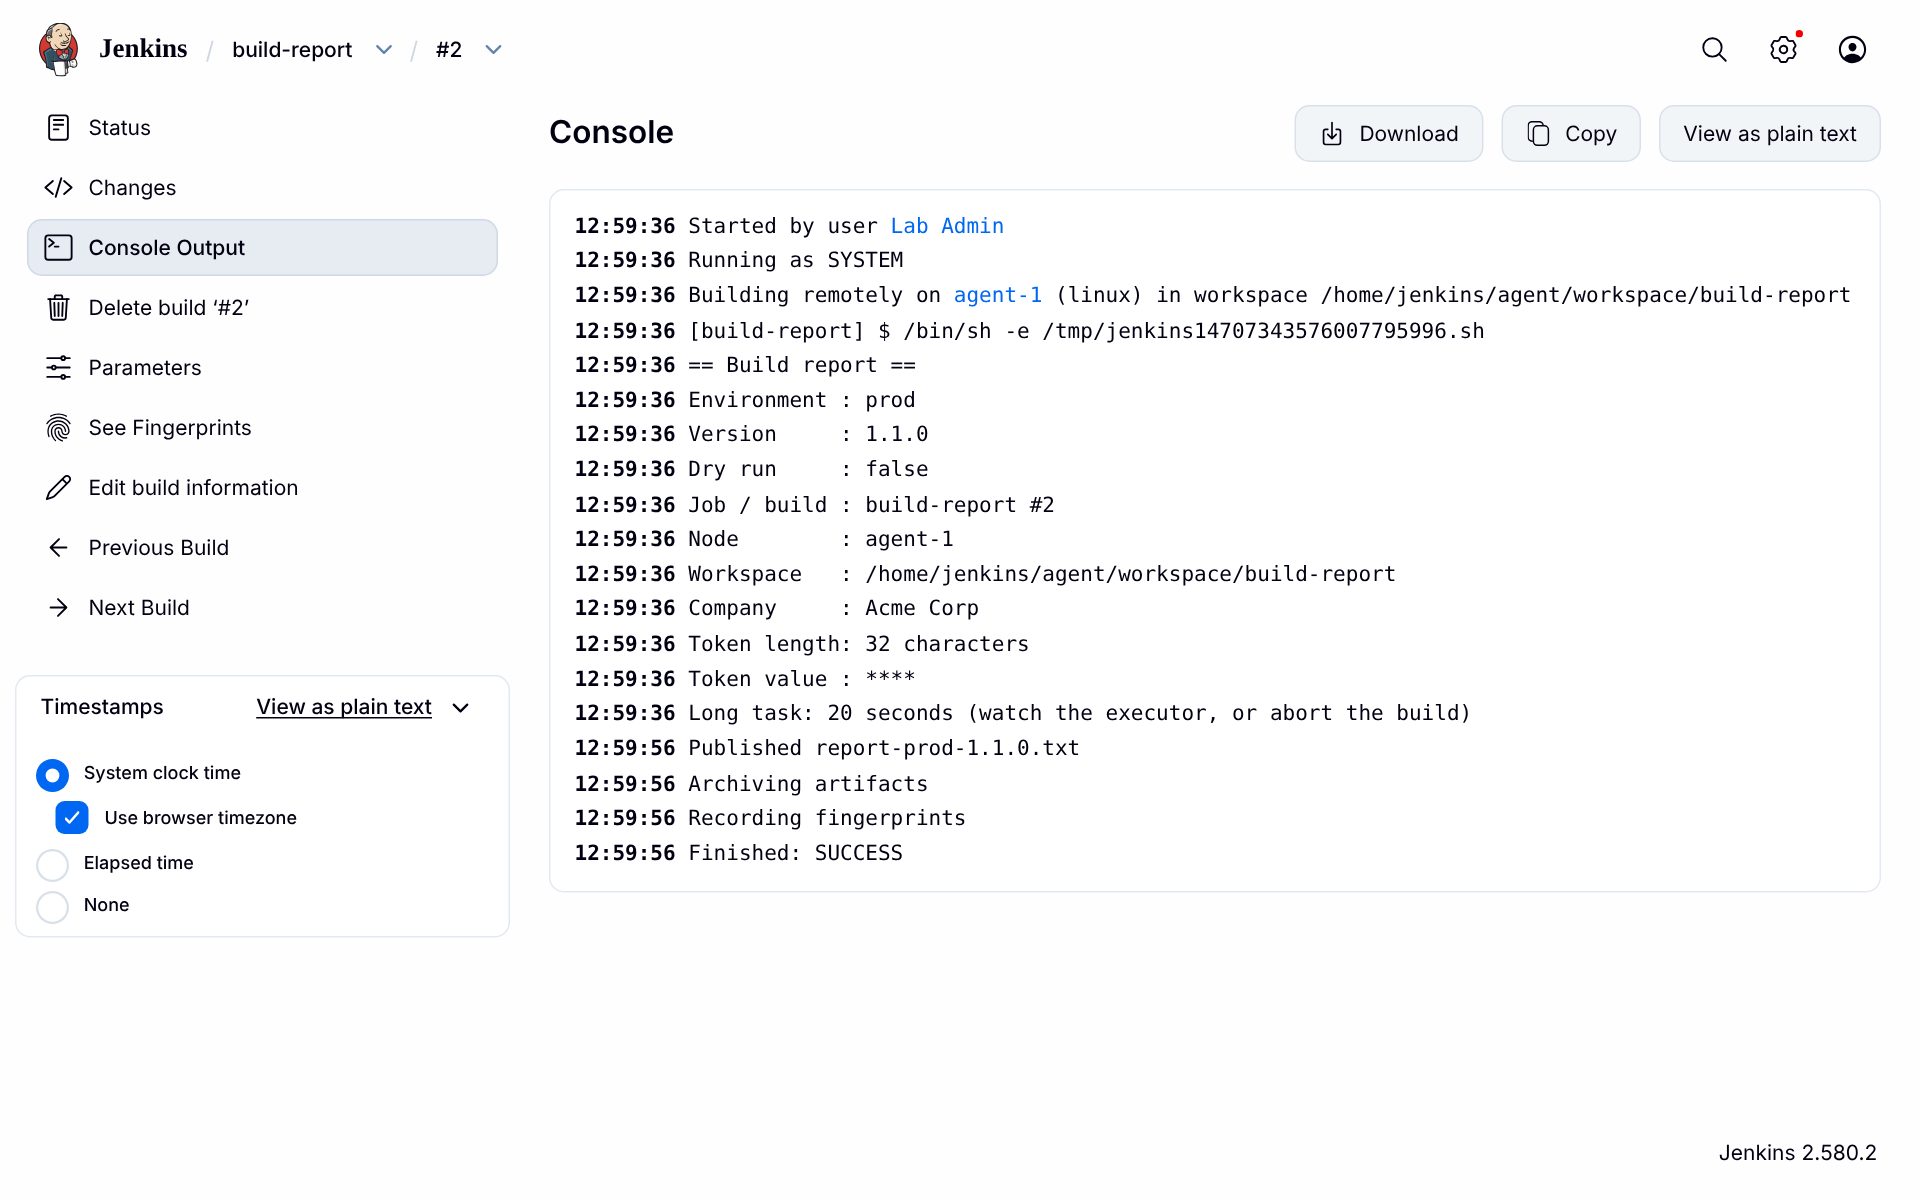 Jenkins / build-report / #2
Status
Changes
Console Output
Delete build ‘#2’
Parameters
See Fingerprints
Edit build information
Previous Build
Next Build
Timestamps View as plain text
System clock time
Use browser timezone
Elapsed time
None
Console
Download Copy View as plain text
12:59:36 Started by user Lab Admin
12:59:36 Running as SYSTEM
12:59:36 Building remotely on agent-1 (linux) in workspace /home/jenkins/agent/workspace/build-report
12:59:36 [build-report] $ /bin/sh -e /tmp/jenkins14707343576007795996.sh
12:59:36 == Build report ==
12:59:36 Environment : prod
12:59:36 Version     : 1.1.0
12:59:36 Dry run     : false
12:59:36 Job / build : build-report #2
12:59:36 Node        : agent-1
12:59:36 Workspace   : /home/jenkins/agent/workspace/build-report
12:59:36 Company     : Acme Corp
12:59:36 Token length: 32 characters
12:59:36 Token value : ****
12:59:36 Long task: 20 seconds (watch the executor, or abort the build)
12:59:56 Published report-prod-1.1.0.txt
12:59:56 Archiving artifacts
12:59:56 Recording fingerprints
12:59:56 Finished: SUCCESS
Jenkins 2.580.2